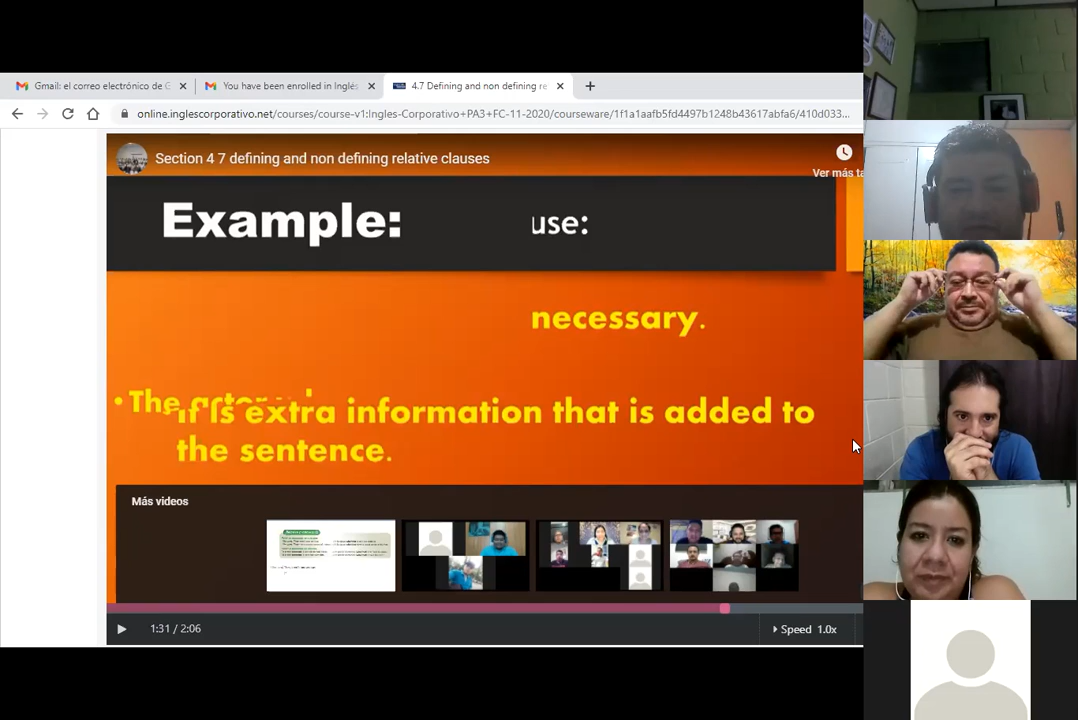 Gmail: el correo electrónico de G
You have been enrolled in Inglés
4.7 Defining and non defining re
online.inglescorporativo.net/courses/course-v1:Ingles-Corporativo+PA3+FC-11-2020/courseware/1f1a1aafb5fd4497b1248b43617abfa6/410d033...
Section 4 7 defining and non defining relative clauses
Ver más ta
Example:
use:
necessary.
• The actor
It is extra information that is added to
the sentence.
Más videos
1:31 / 2:06
Speed 1.0x